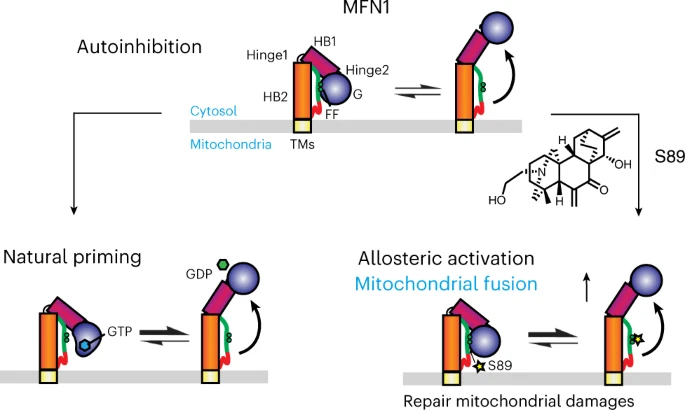 MFN1
Autoinhibition
HB1
Hinge1
Hinge2
HB2
G
FF
Cytosol
Mitochondria
TMs
H
OH
N
O
HO
H
S89
Natural priming
GDP
GTP
Allosteric activation
Mitochondrial fusion
S89
Repair mitochondrial damages